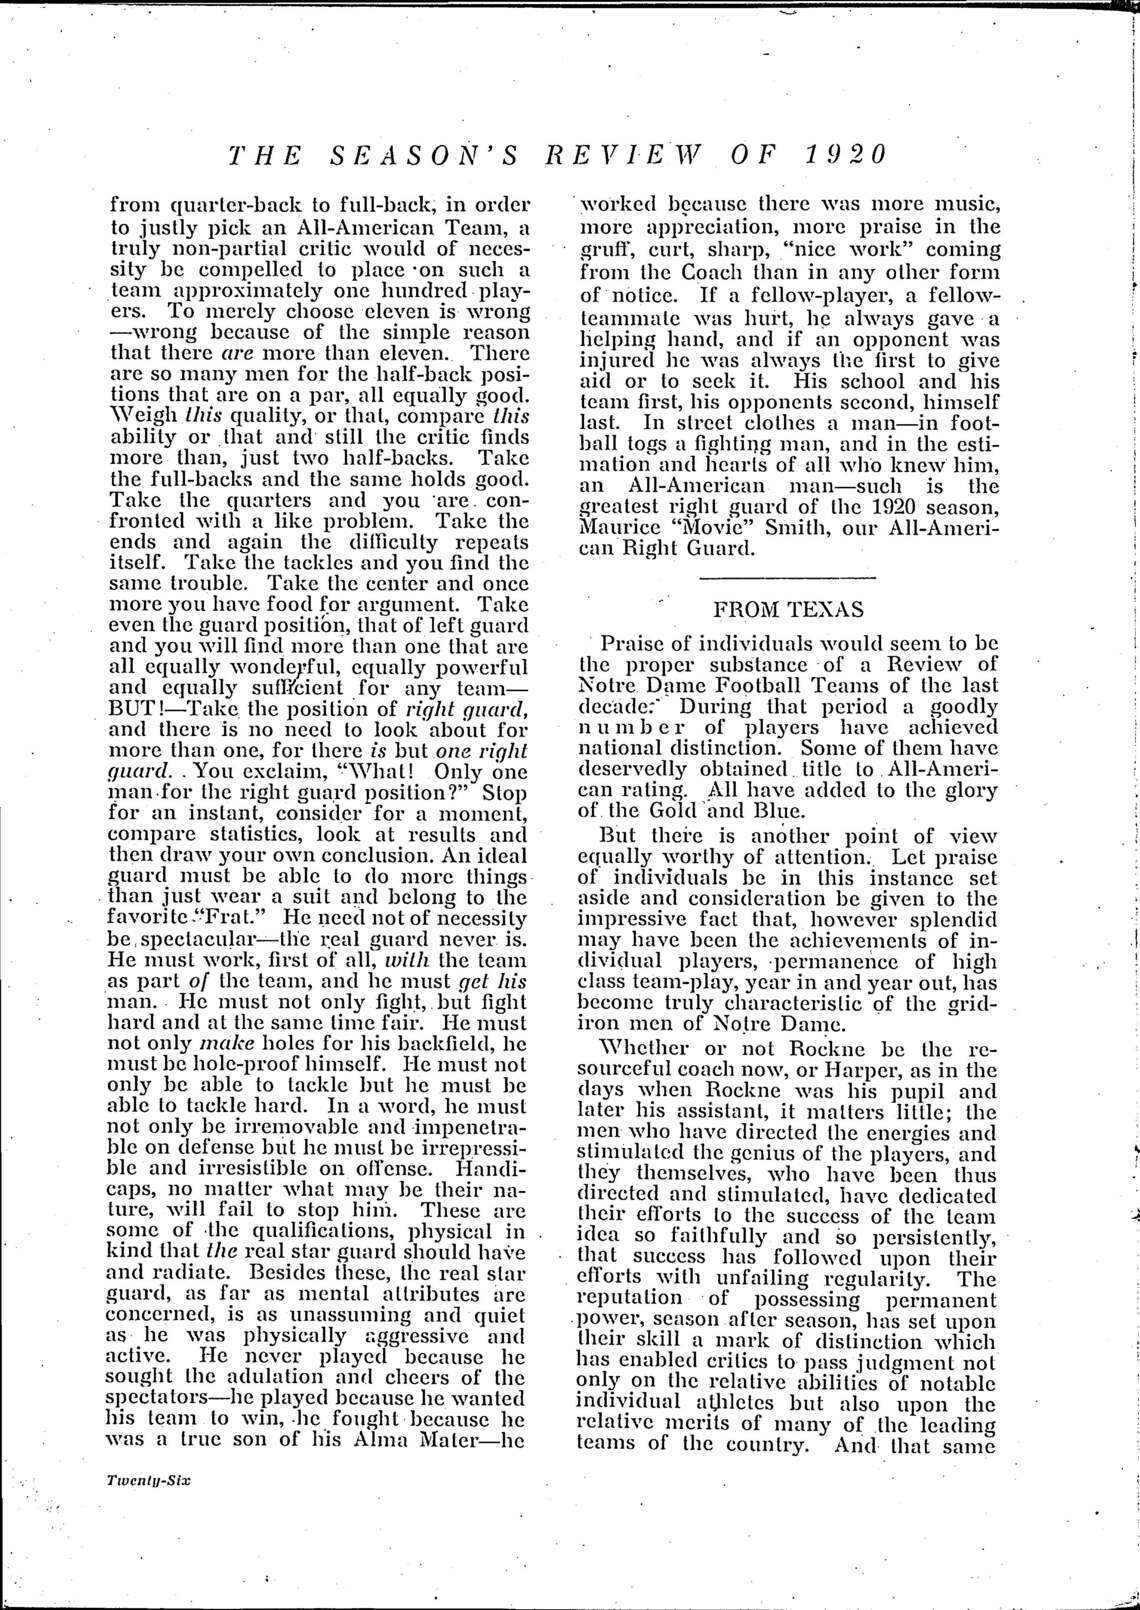 THE SEASON'S REVIEW OF 1920
from quarter-back to full-back, in order
to justly pick an All-American Team, a
truly non-partial critic would of neces-
sity be compelled to place on such a
team approximately one hundred play-
ers. To merely choose eleven is wrong
—wrong because of the simple reason
that there are more than eleven. There
are so many men for the half-back posi-
tions that are on a par, all equally good.
Weigh this quality, or that, compare this
ability or that and still the critic finds
more than, just two half-backs. Take
the full-backs and the same holds good.
Take the quarters and you are con-
fronted with a like problem. Take the
ends and again the difficulty repeats
itself. Take the tackles and you find the
same trouble. Take the center and once
more you have food for argument. Take
even the guard position, that of left guard
and you will find more than one that are
all equally wonderful, equally powerful
and equally sufficient for any team—
BUT!—Take the position of right guard,
and there is no need to look about for
more than one, for there is but one right
guard. You exclaim, "What! Only one
man for the right guard position?" Stop
for an instant, consider for a moment,
compare statistics, look at results and
then draw your own conclusion. An ideal
guard must be able to do more things
than just wear a suit and belong to the
favorite "Frat." He need not of necessity
be spectacular—the real guard never is.
He must work, first of all, with the team
as part of the team, and he must get his
man. He must not only fight, but fight
hard and at the same time fair. He must
not only make holes for his backfield, he
must be hole-proof himself. He must not
only be able to tackle but he must be
able to tackle hard. In a word, he must
not only be irremovable and impenetra-
ble on defense but he must be irrepressi-
ble and irresistible on offense. Handi-
caps, no matter what may be their na-
ture, will fail to stop him. These are
some of the qualifications, physical in
kind that the real star guard should have
and radiate. Besides these, the real star
guard, as far as mental attributes are
concerned, is as unassuming and quiet
as he was physically aggressive and
active. He never played because he
sought the adulation and cheers of the
spectators—he played because he wanted
his team to win, he fought because he
was a true son of his Alma Mater—he
Twenty-Six
worked because there was more music,
more appreciation, more praise in the
gruff, curt, sharp, "nice work" coming
from the Coach than in any other form
of notice. If a fellow-player, a fellow-
teammate was hurt, he always gave a
helping hand, and if an opponent was
injured he was always the first to give
aid or to seek it. His school and his
team first, his opponents second, himself
last. In street clothes a man—in foot-
ball togs a fighting man, and in the esti-
mation and hearts of all who knew him,
an All-American man—such is the
greatest right guard of the 1920 season,
Maurice "Movie" Smith, our All-Ameri-
can Right Guard.
FROM TEXAS
Praise of individuals would seem to be
the proper substance of a Review of
Notre Dame Football Teams of the last
decade: During that period a goodly
number of players have achieved
national distinction. Some of them have
deservedly obtained title to All-Ameri-
can rating. All have added to the glory
of the Gold and Blue.
But there is another point of view
equally worthy of attention. Let praise
of individuals be in this instance set
aside and consideration be given to the
impressive fact that, however splendid
may have been the achievements of in-
dividual players, permanence of high
class team-play, year in and year out, has
become truly characteristic of the grid-
iron men of Notre Dame.
Whether or not Rockne be the re-
sourceful coach now, or Harper, as in the
days when Rockne was his pupil and
later his assistant, it matters little; the
men who have directed the energies and
stimulated the genius of the players, and
they themselves, who have been thus
directed and stimulated, have dedicated
their efforts to the success of the team
idea so faithfully and so persistently,
that success has followed upon their
efforts with unfailing regularity. The
reputation of possessing permanent
power, season after season, has set upon
their skill a mark of distinction which
has enabled critics to pass judgment not
only on the relative abilities of notable
individual athletes but also upon the
relative merits of many of the leading
teams of the country. And that same